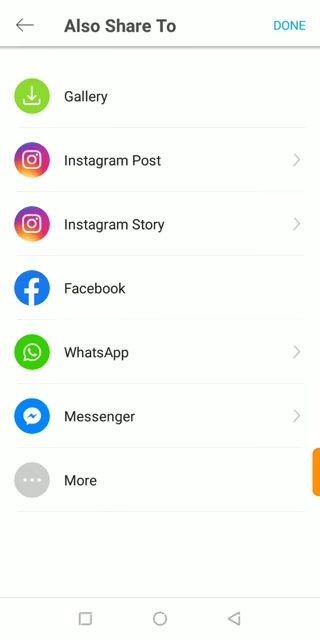 Also Share To
DONE
Gallery
Instagram Post
Instagram Story
Facebook
WhatsApp
Messenger
More